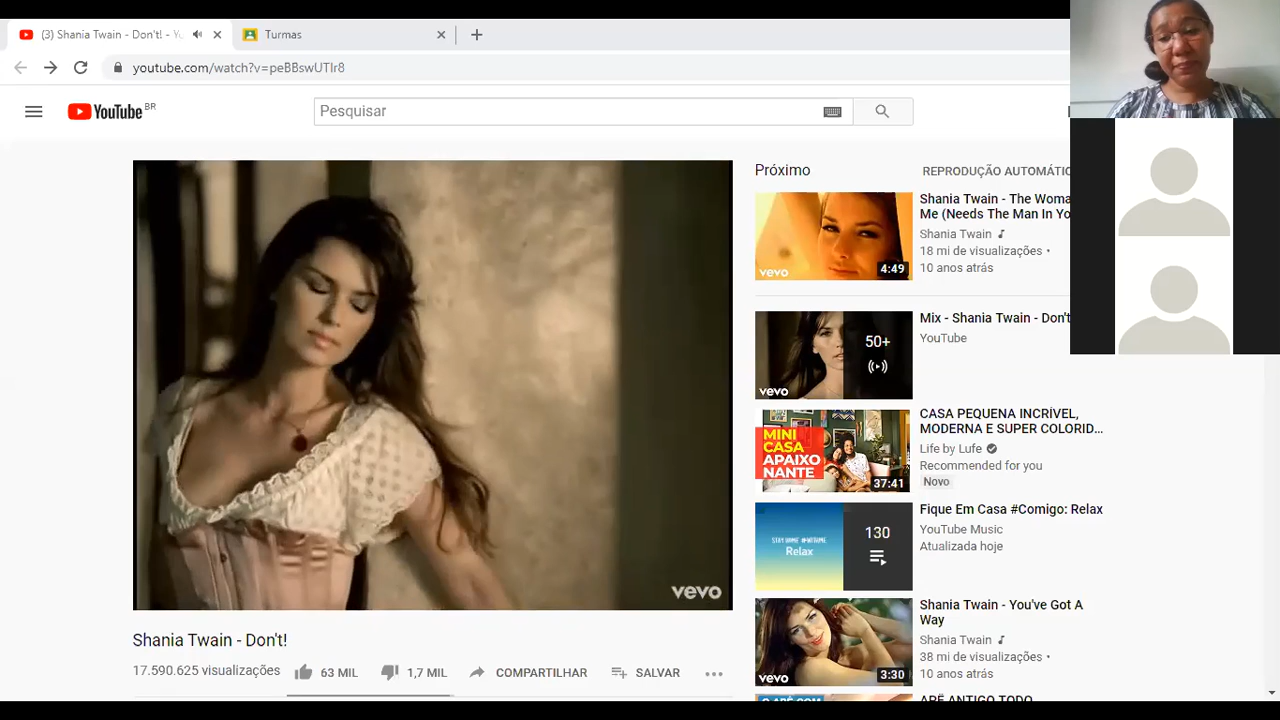 (3) Shania Twain - Don't! - Yo
Turmas
youtube.com/watch?v=peBBswUTIr8
YouTube BR
Pesquisar
vevo
Shania Twain - Don't!
17.590.625 visualizações
63 MIL
1,7 MIL
COMPARTILHAR
SALVAR
Próximo
REPRODUÇÃO
vevo
4:49
Shania Twain - The
Me (Needs The Man In
Shania Twain
18 mi de visualizações •
10 anos atrás
vevo
50+
Mix - Shania Twain - Don't
YouTube
MINI
CASA
APAIXO
NANTE
37:41
CASA PEQUENA INCRÍVEL,
MODERNA E SUPER COLORID...
Life by Lufe
Recommended for you
Novo
STAY HOME #WITHME
Relax
130
Fique Em Casa #Comigo: Relax
YouTube Music
Atualizada hoje
vevo
3:30
Shania Twain - You've Got A
Way
Shania Twain
38 mi de visualizações •
10 anos atrás